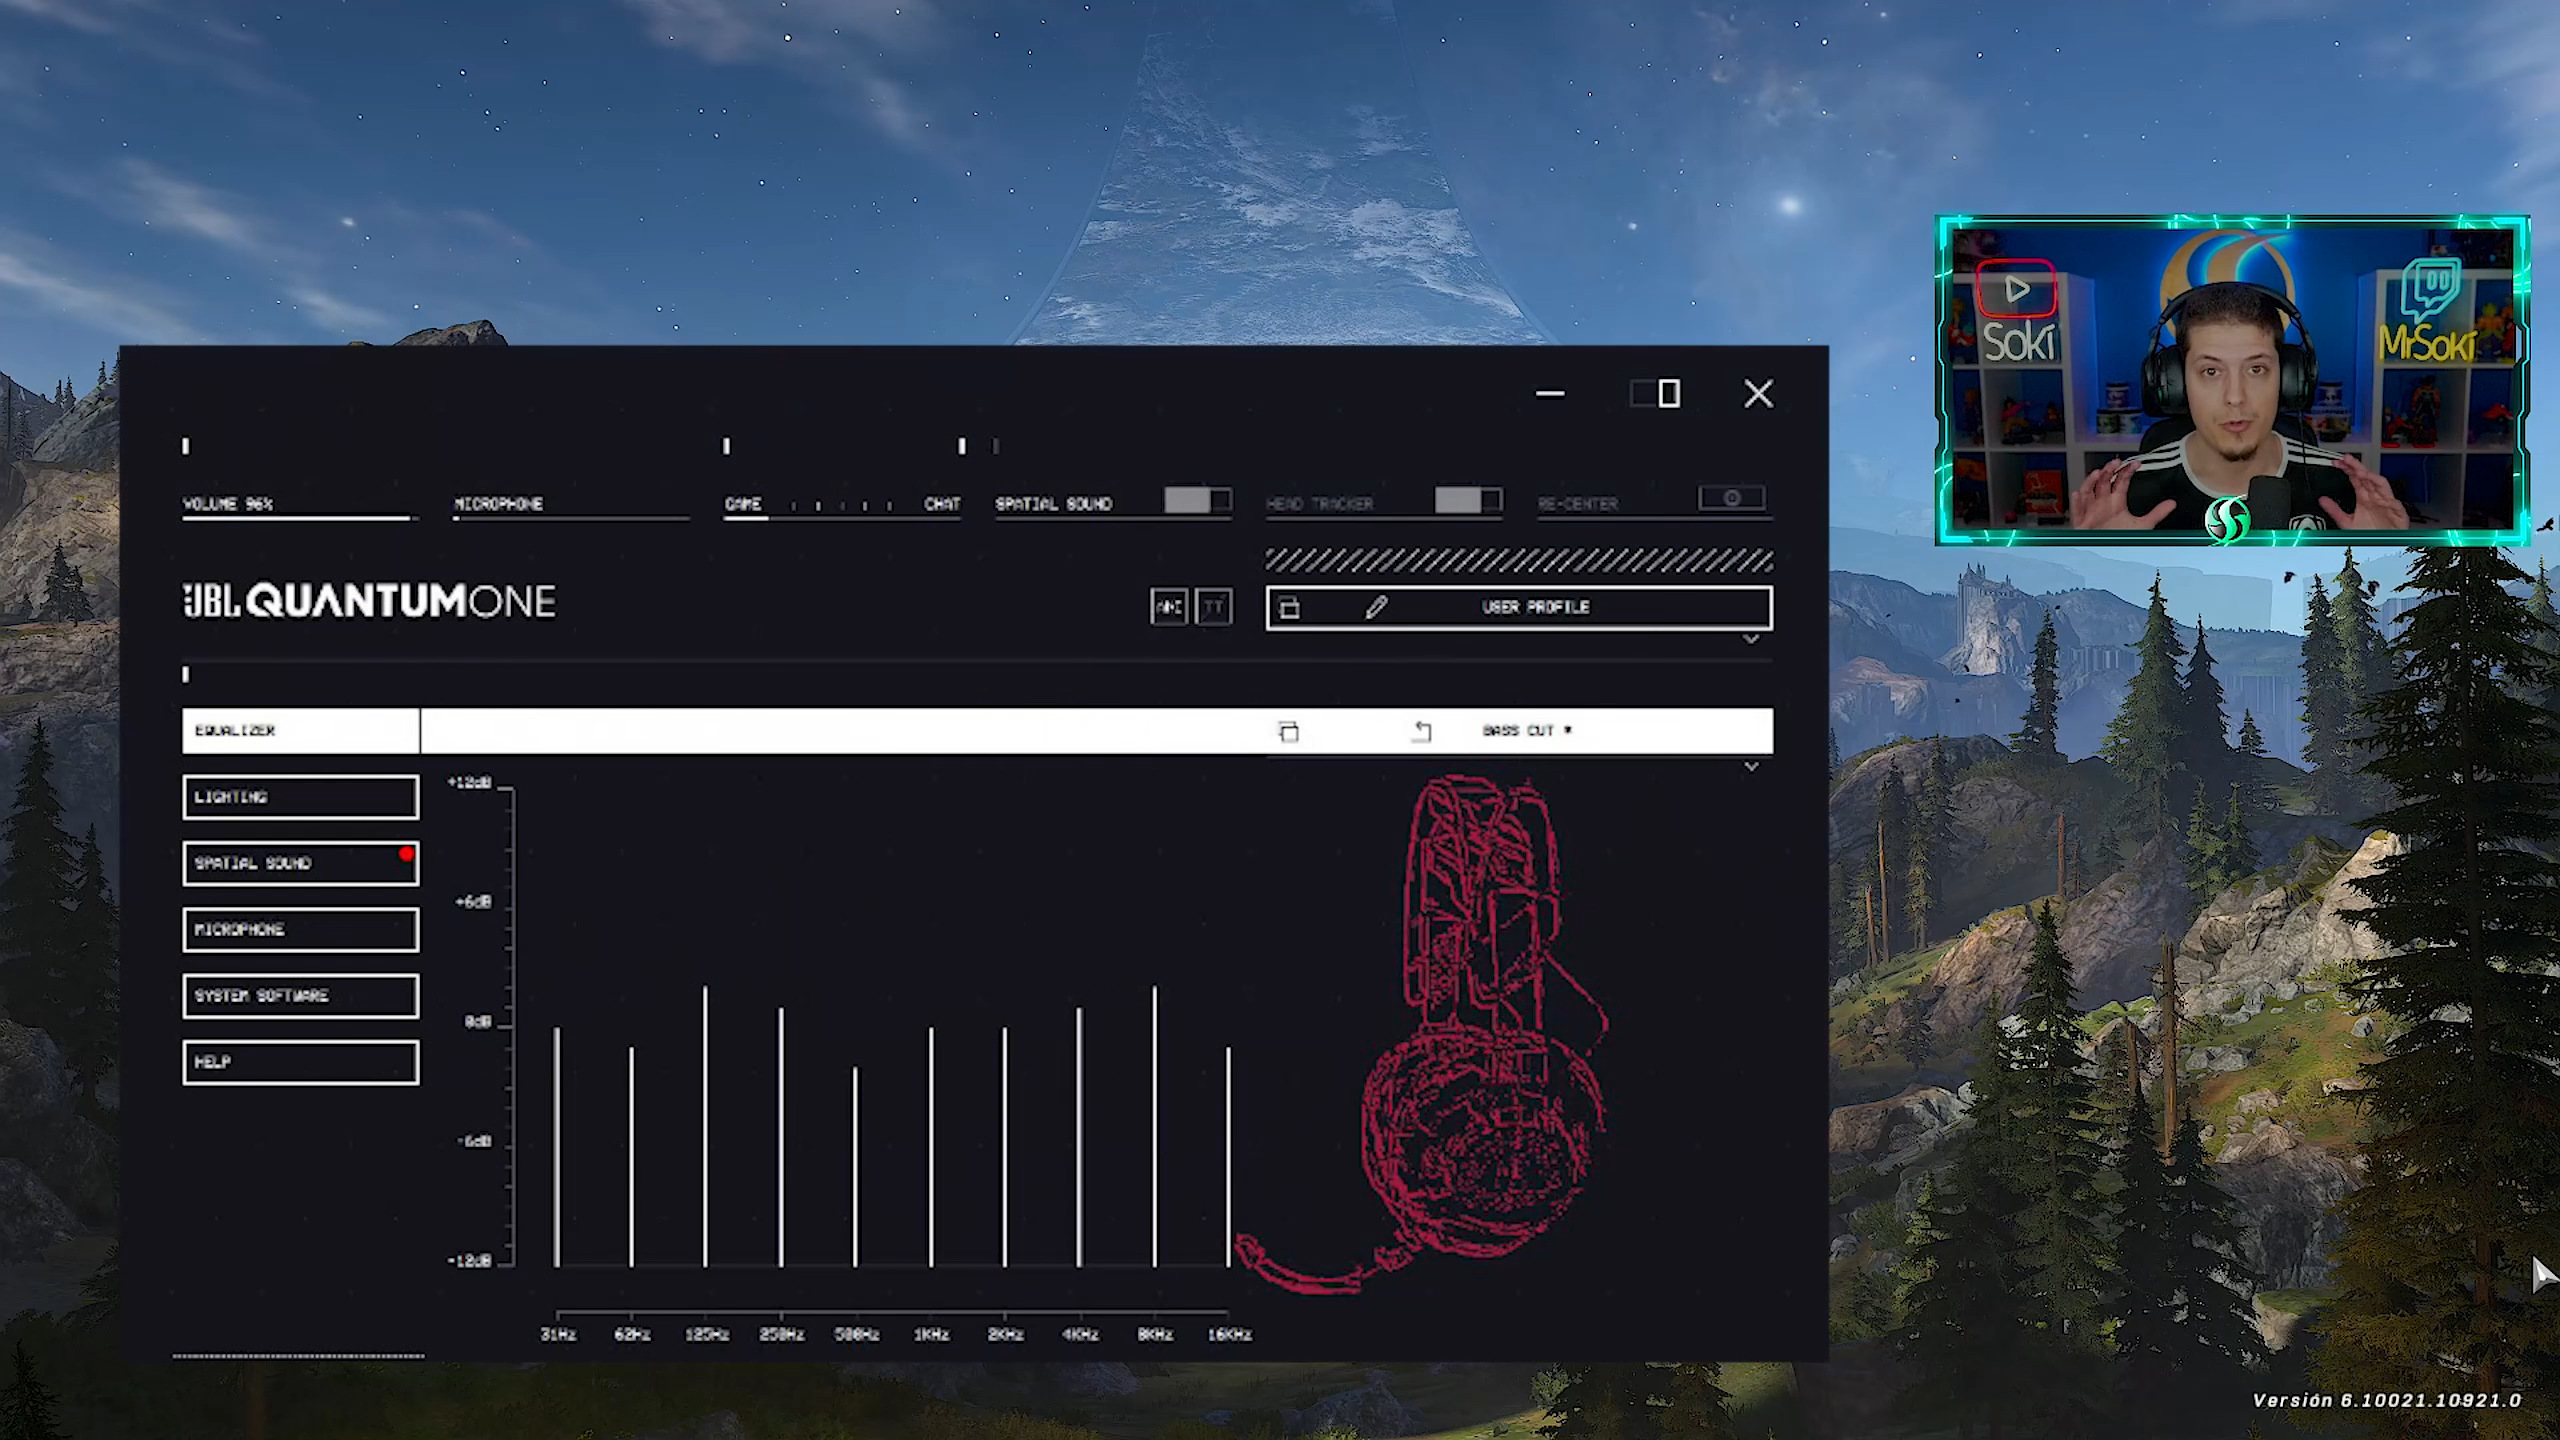 Soki
MrSoki
VOLUME 96%
MICROPHONE
GAME
CHAT
SPATIAL SOUND
HEAD TRACKER
RE-CENTER
JBL QUANTUMONE
ANC
TT
USER PROFILE
EQUALIZER
BASS CUT *
LIGHTING
SPATIAL SOUND
MICROPHONE
SYSTEM SOFTWARE
HELP
+12dB
+6dB
0dB
-6dB
-12dB
31Hz 62Hz 125Hz 250Hz 500Hz 1KHz 2KHz 4KHz 8KHz 16KHz
Versión 6.10021.10921.0